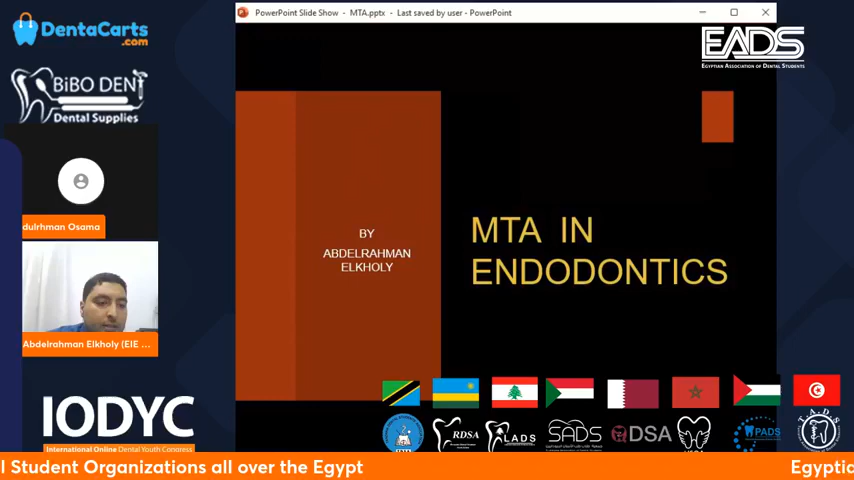 DentaCarts
.com
BiBO DENT
Dental Supplies
dulrhman Osama
Abdelrahman Elkholy (EIE ...
IODYC
International Online Dental Youth Congress
PowerPoint Slide Show - MTA.pptx - Last saved by user - PowerPoint
EADS
EGYPTIAN ASSOCIATION OF DENTAL STUDENTS
BY
ABDELRAHMAN
ELKHOLY
MTA IN
ENDODONTICS
RDSA
LADS
SADS
DSA
PADS
T.A.D.S
l Student Organizations all over the Egypt
Egyptia